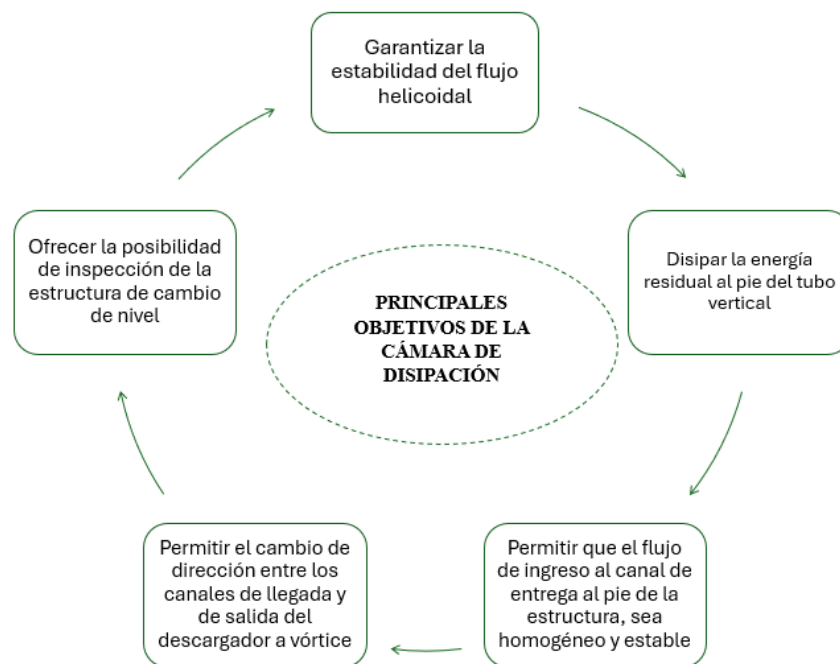 Garantizar la
estabilidad del flujo
helicoidal
Disipar la energía
residual al pie del tubo
vertical
Permitir que el flujo
de ingreso al canal de
entrega al pie de la
estructura, sea
homogéneo y estable
Permitir el cambio de
dirección entre los
canales de llegada y
de salida del
descargador a vórtice
Ofrecer la posibilidad
de inspección de la
estructura de cambio
de nivel
PRINCIPALES
OBJETIVOS DE LA
CÁMARA DE
DISIPACIÓN